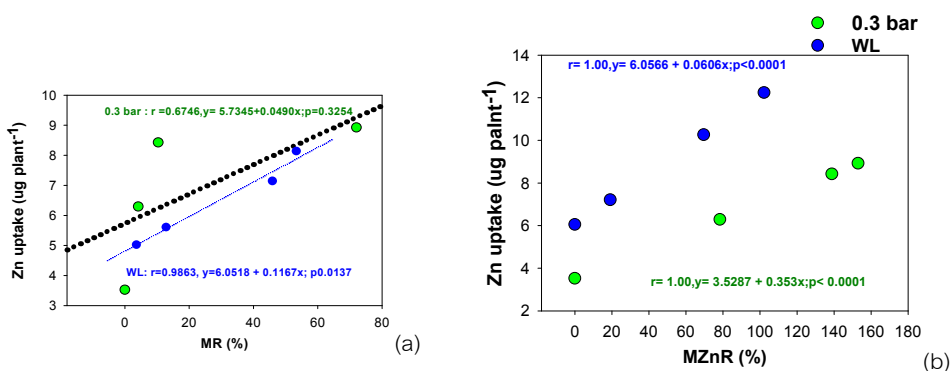 0.3 bar
WL
14
12
10
8
6
4
2
Zn uptake (ug palnt-1)
r= 1.00,y= 6.0566 + 0.0606x;p<0.0001
r= 1.00,y= 3.5287 + 0.353x;p< 0.0001
0 20 40 60 80 100 120 140 160 180
MZnR (%)
(b)
10
9
8
7
6
5
4
3
Zn uptake (ug plant-1)
0.3 bar : r =0.6746,y= 5.7345+0.0490x;p=0.3254
WL: r=0.9863, y=6.0518 + 0.1167x; p0.0137
0 20 40 60 80
MR (%)
(a)